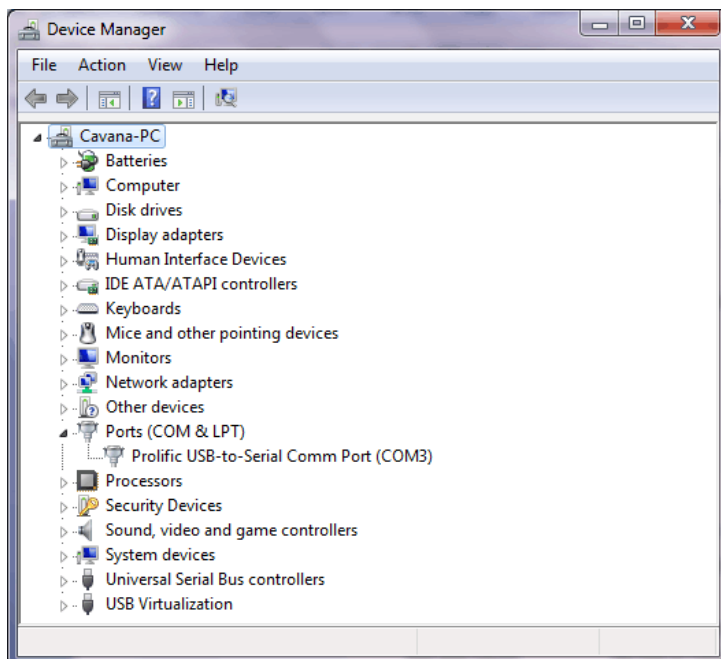 Device Manager
File Action View Help
Cavana-PC
Batteries
Computer
Disk drives
Display adapters
Human Interface Devices
IDE ATA/ATAPI controllers
Keyboards
Mice and other pointing devices
Monitors
Network adapters
Other devices
Ports (COM & LPT)
Prolific USB-to-Serial Comm Port (COM3)
Processors
Security Devices
Sound, video and game controllers
System devices
Universal Serial Bus controllers
USB Virtualization